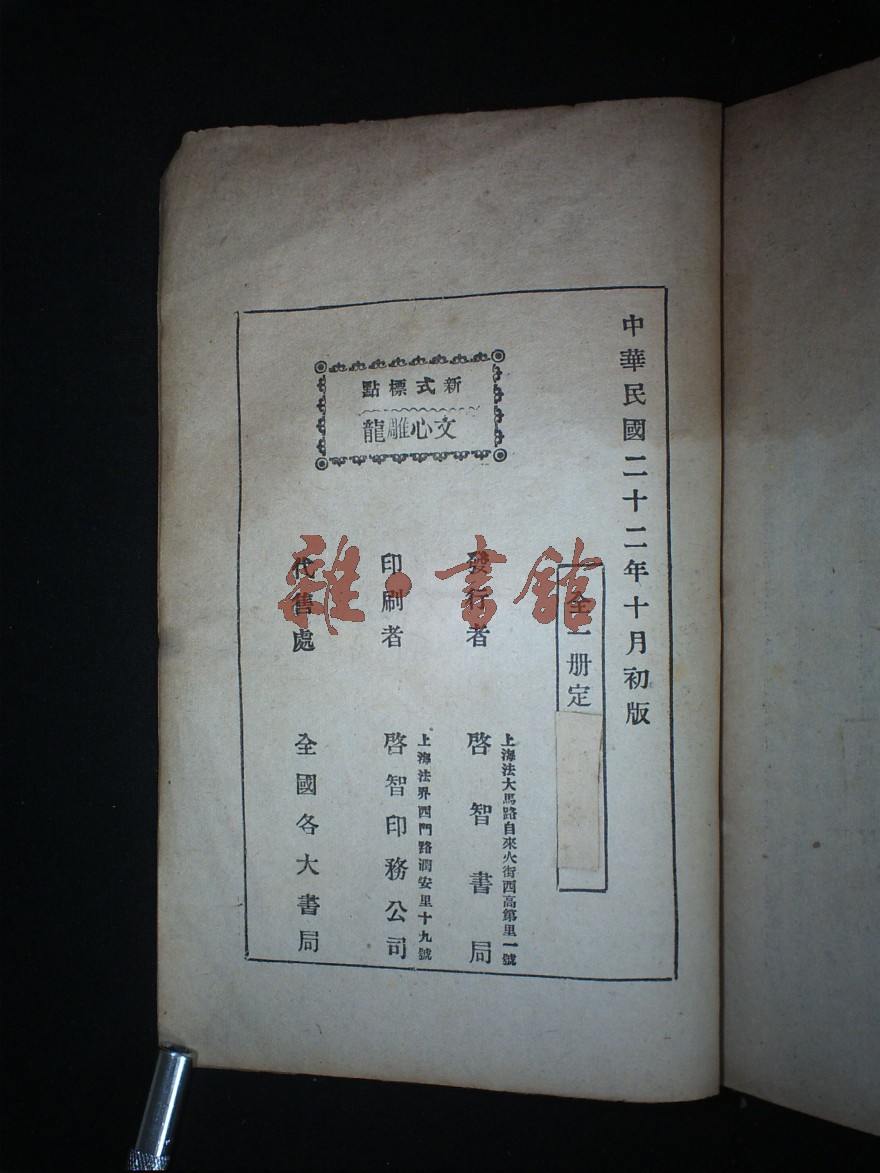 中華民國二十二年十月初版
全一册定
上海法大馬路自來火街西高第里一號
發行者 啓智書局
上海法界西門路潤安里十九號
印刷者 啓智印務公司
新式標點
文心雕龍
代售處 全國各大書局
雜·書館